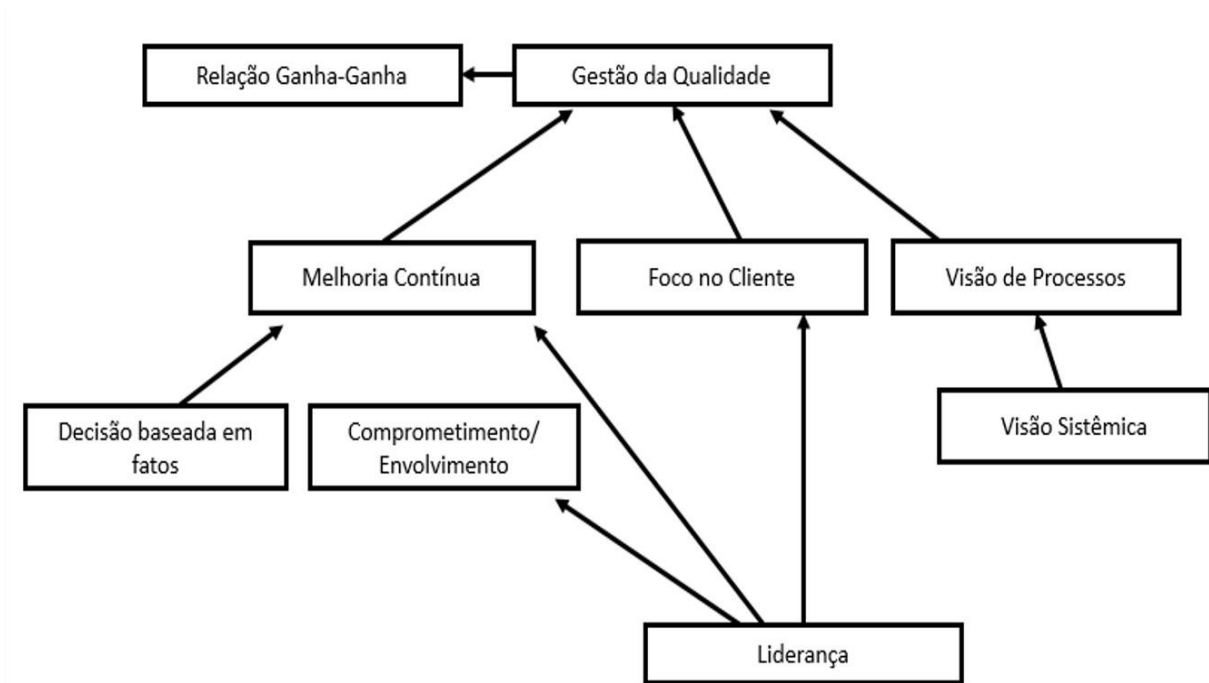 Relação Ganha-Ganha
Gestão da Qualidade
Melhoria Contínua
Foco no Cliente
Visão de Processos
Decisão baseada em
fatos
Comprometimento/
Envolvimento
Visão Sistêmica
Liderança